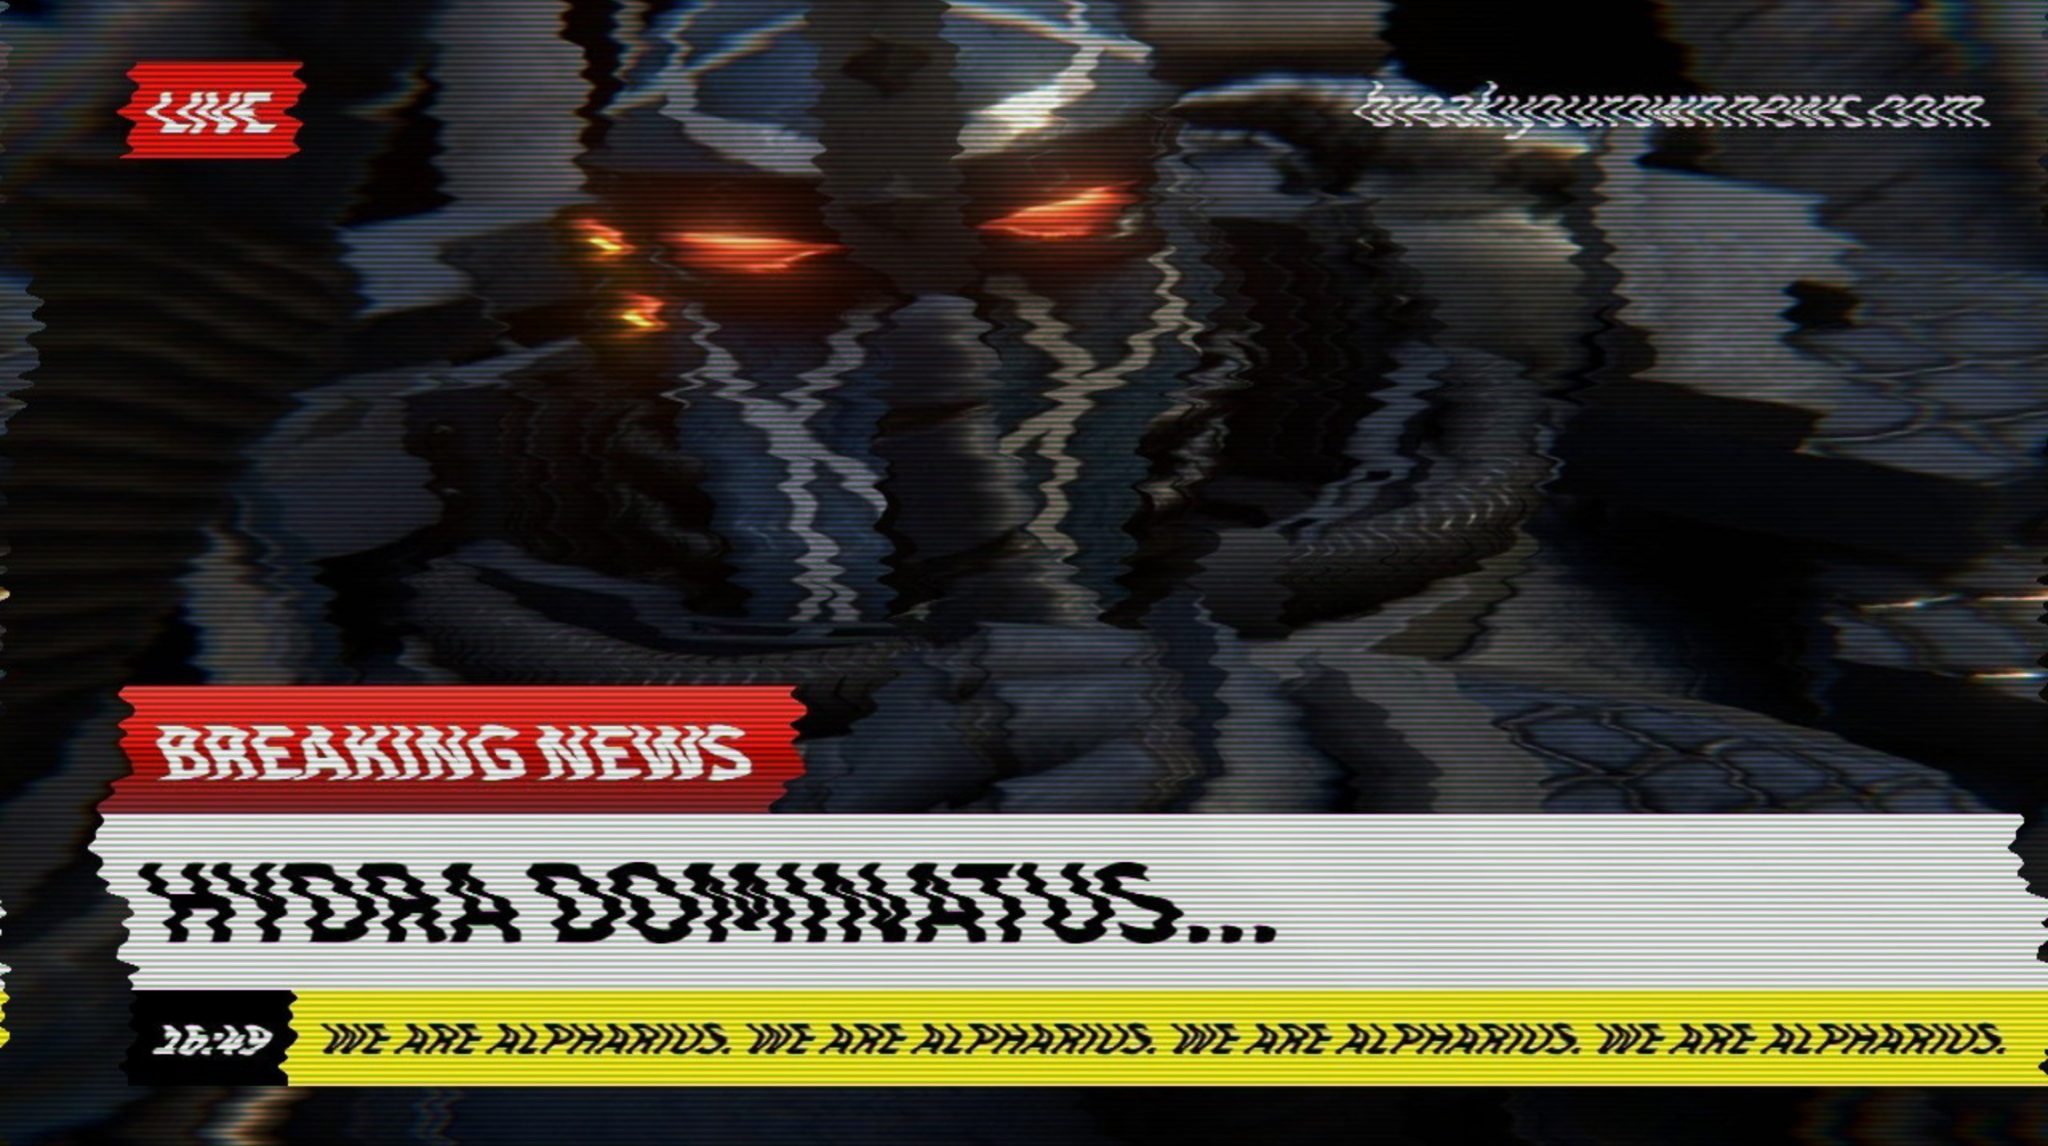 LIVE
breakyourownnews.com
BREAKING NEWS
HYDRA DOMINATUS...
16:49
WE ARE ALPHARIUS. WE ARE ALPHARIUS. WE ARE ALPHARIUS. WE ARE ALPHARIUS.